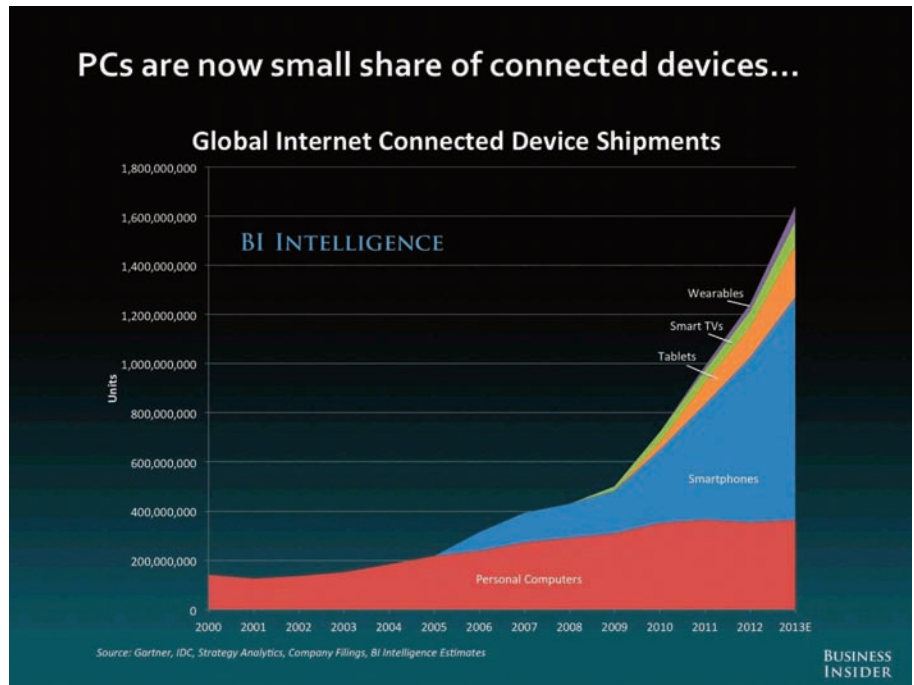 PCs are now small share of connected devices...
Global Internet Connected Device Shipments
1,800,000,000
1,600,000,000
1,400,000,000
1,200,000,000
1,000,000,000
800,000,000
600,000,000
400,000,000
200,000,000
0
Units
BI INTELLIGENCE
Wearables
Smart TVs
Tablets
Smartphones
Personal Computers
2000 2001 2002 2003 2004 2005 2006 2007 2008 2009 2010 2011 2012 2013E
Source: Gartner, IDC, Strategy Analytics, Company Filings, BI Intelligence Estimates
BUSINESS
INSIDER